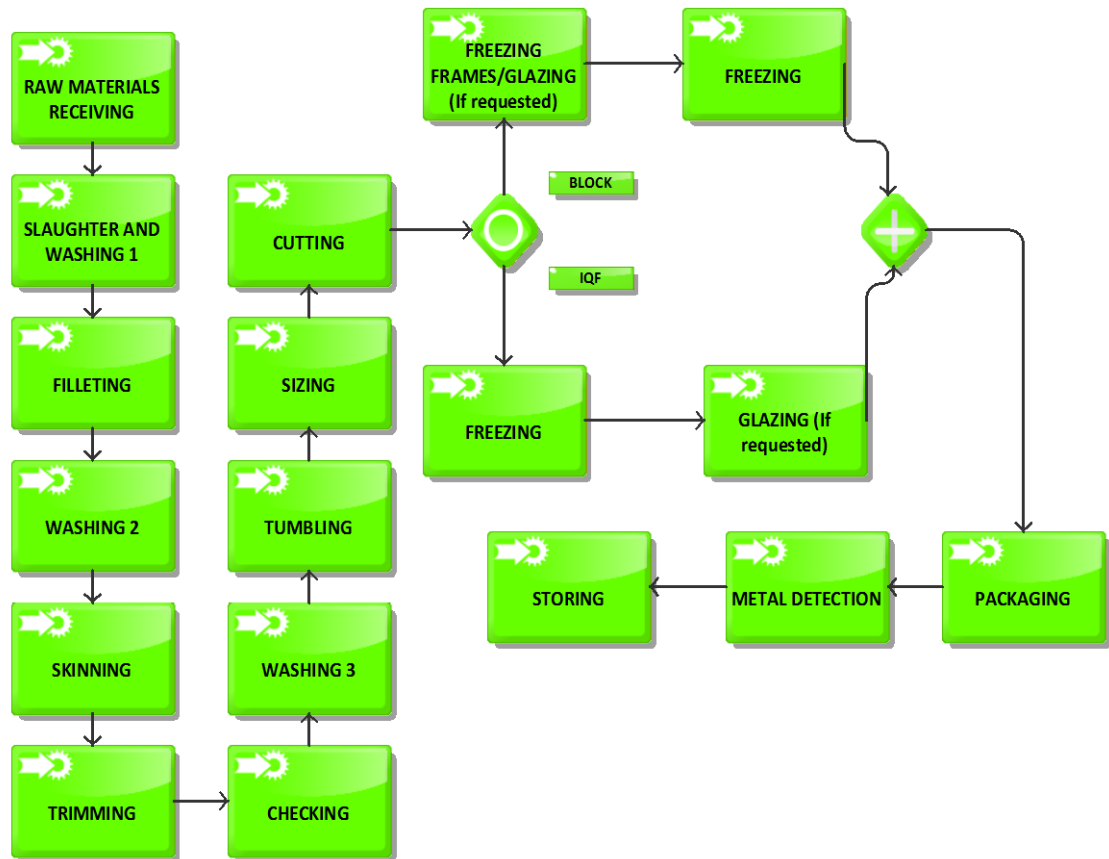 RAW MATERIALS
RECEIVING
SLAUGHTER AND
WASHING 1
FILLETING
WASHING 2
SKINNING
TRIMMING
CHECKING
WASHING 3
TUMBLING
SIZING
CUTTING
BLOCK
IQF
FREEZING
FRAMES/GLAZING
(If requested)
FREEZING
FREEZING
GLAZING (If
requested)
PACKAGING
METAL DETECTION
STORING